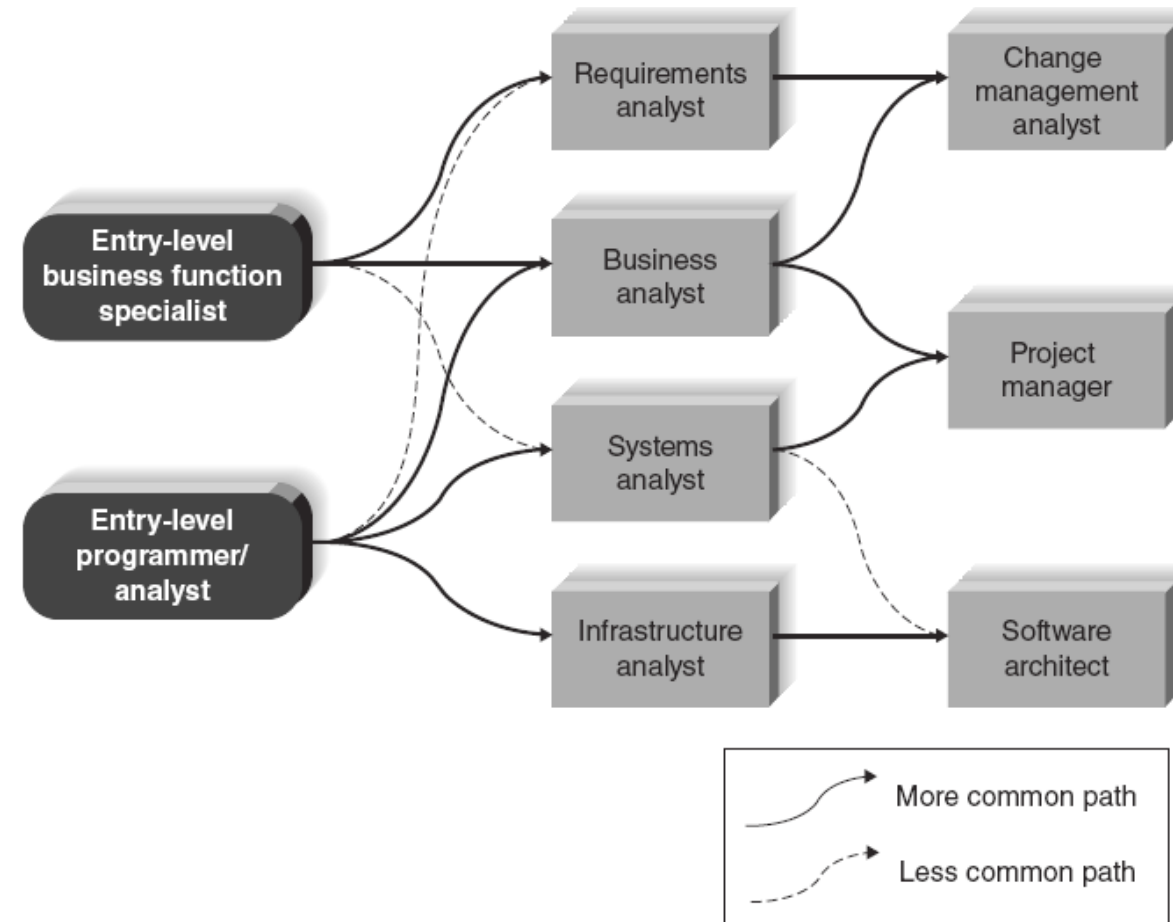 Requirements
analyst
Change
management
analyst
Entry-level
business function
specialist
Business
analyst
Project
manager
Systems
analyst
Entry-level
programmer/
analyst
Infrastructure
analyst
Software
architect
More common path
Less common path